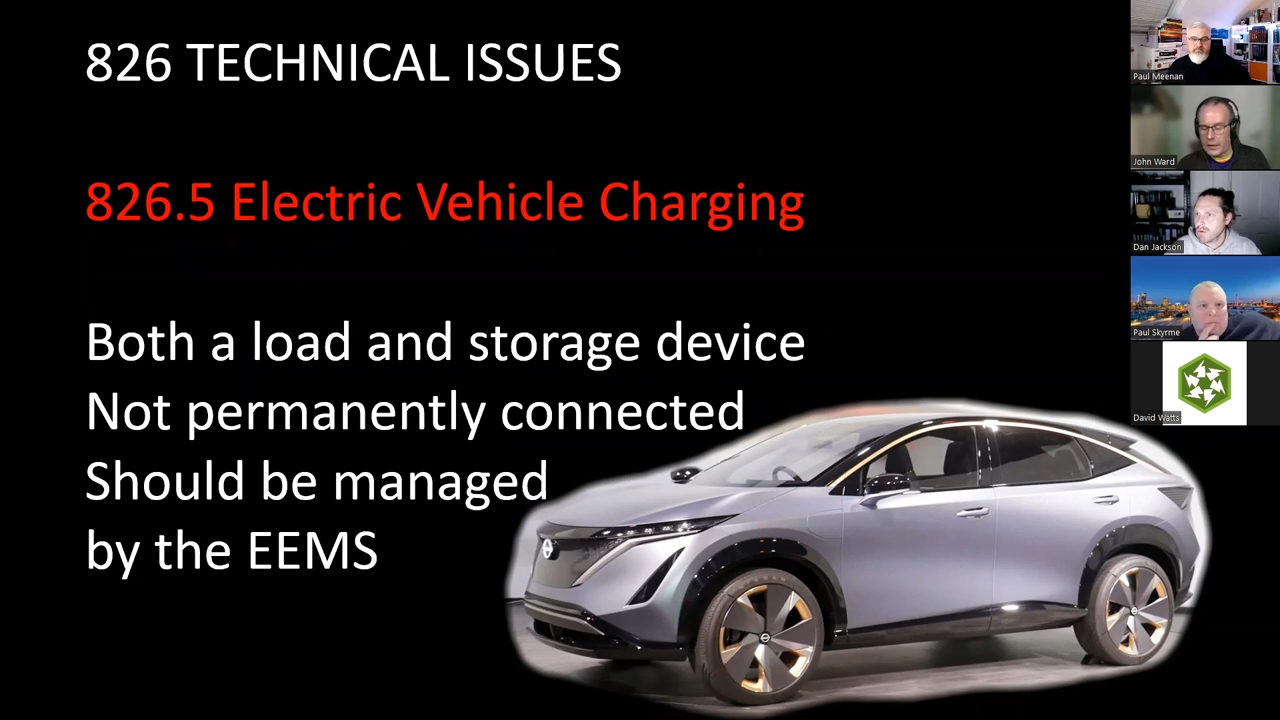 826 TECHNICAL ISSUES
826.5 Electric Vehicle Charging
Both a load and storage device
Not permanently connected
Should be managed
by the EEMS
Paul Meenan
John Ward
Dan Jackson
Paul Skyrme
David Watts